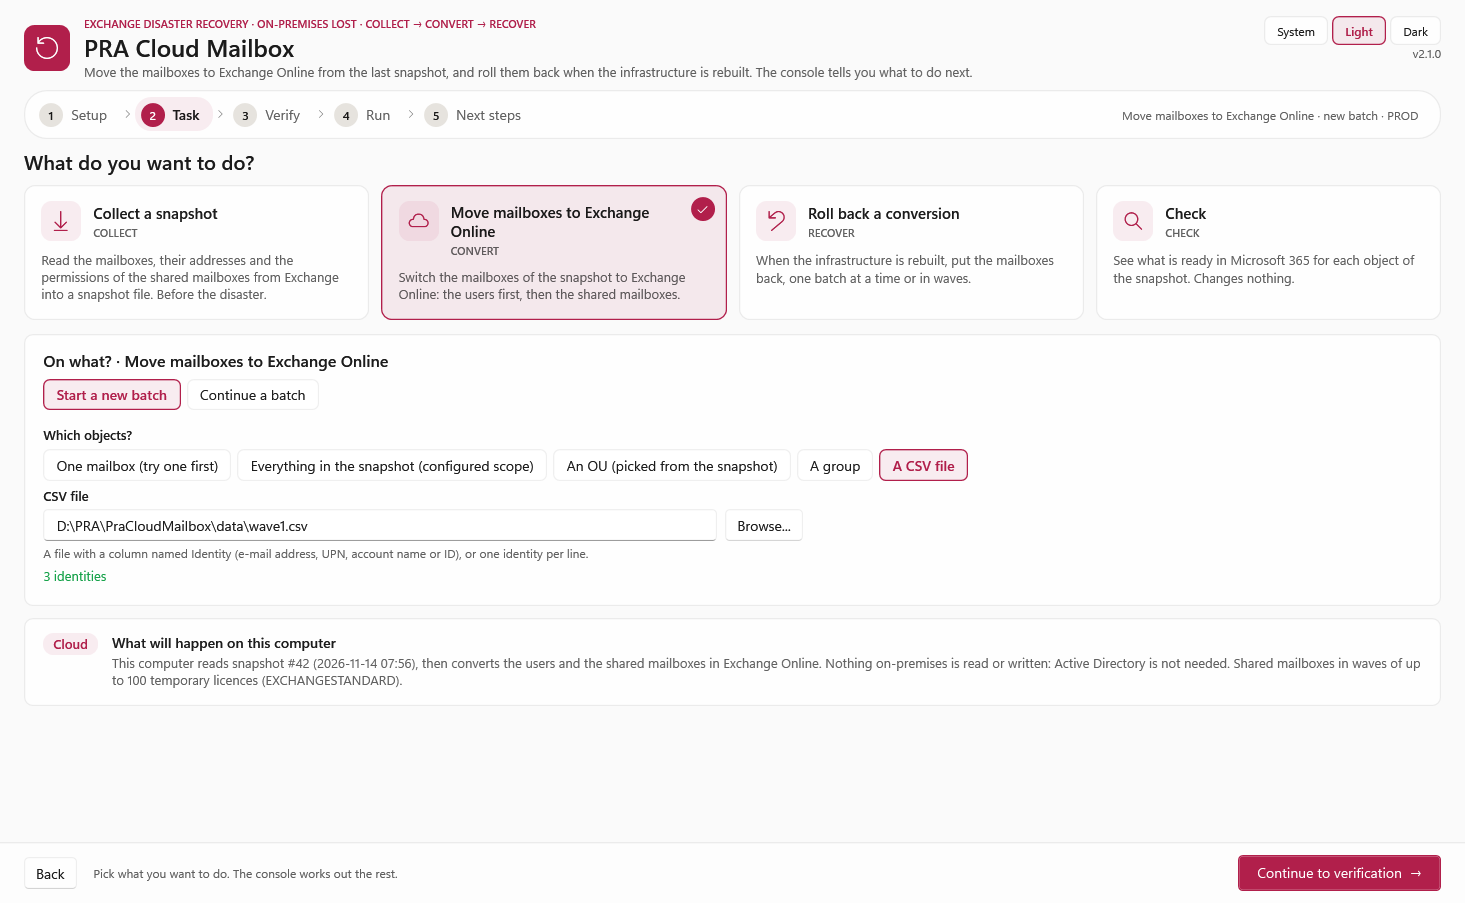 EXCHANGE DISASTER RECOVERY · ON-PREMISES LOST · COLLECT → CONVERT → RECOVER
PRA Cloud Mailbox
Move the mailboxes to Exchange Online from the last snapshot, and roll them back when the infrastructure is rebuilt. The console tells you what to do next.
System
Light
Dark
v2.1.0
1 Setup
2 Task
3 Verify
4 Run
5 Next steps
Move mailboxes to Exchange Online · new batch · PROD
What do you want to do?
Collect a snapshot
COLLECT
Read the mailboxes, their addresses and the
permissions of the shared mailboxes from Exchange
into a snapshot file. Before the disaster.
Move mailboxes to Exchange
Online
CONVERT
Switch the mailboxes of the snapshot to Exchange
Online: the users first, then the shared mailboxes.
Roll back a conversion
RECOVER
When the infrastructure is rebuilt, put the mailboxes
back, one batch at a time or in waves.
Check
CHECK
See what is ready in Microsoft 365 for each object of
the snapshot. Changes nothing.
On what? · Move mailboxes to Exchange Online
Start a new batch
Continue a batch
Which objects?
One mailbox (try one first)
Everything in the snapshot (configured scope)
An OU (picked from the snapshot)
A group
A CSV file
CSV file
D:\PRA\PraCloudMailbox\data\wave1.csv
Browse...
A file with a column named Identity (e-mail address, UPN, account name or ID), or one identity per line.
3 identities
Cloud
What will happen on this computer
This computer reads snapshot #42 (2026-11-14 07:56), then converts the users and the shared mailboxes in Exchange Online. Nothing on-premises is read or written: Active Directory is not needed. Shared mailboxes in waves of up
to 100 temporary licences (EXCHANGESTANDARD).
Back
Pick what you want to do. The console works out the rest.
Continue to verification →